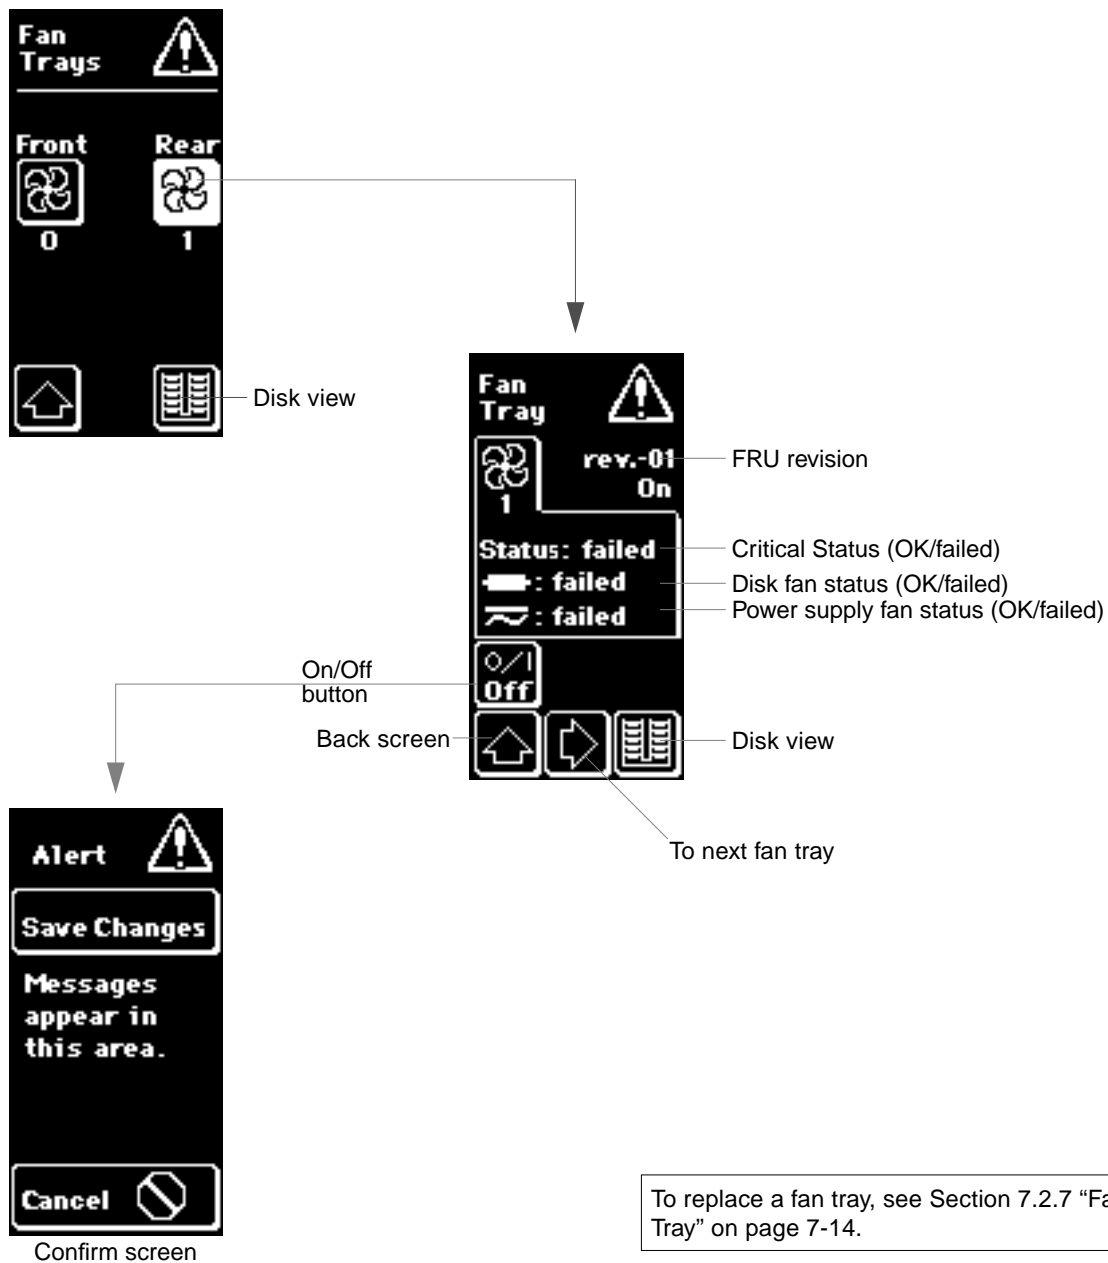 Fan
Trays
Front Rear
0 1
Disk view
Fan
Tray
rev.-01
On
1
FRU revision
Status: failed
Critical Status (OK/failed)
: failed
Disk fan status (OK/failed)
: failed
Power supply fan status (OK/failed)
O/I
Off
On/Off
button
Back screen
Disk view
To next fan tray
Alert
Save Changes
Messages
appear in
this area.
Cancel
Confirm screen
To replace a fan tray, see Section 7.2.7 “Fa
Tray” on page 7-14.